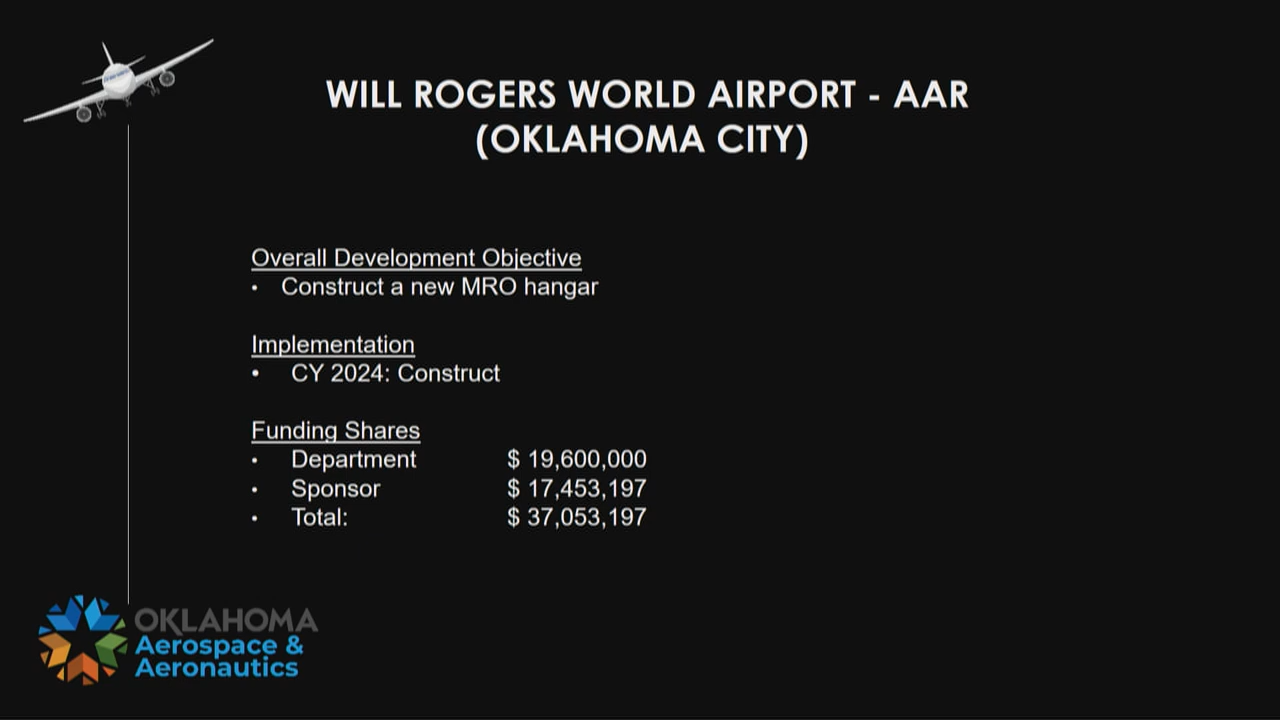 WILL ROGERS WORLD AIRPORT - AAR
(OKLAHOMA CITY)
Overall Development Objective
• Construct a new MRO hangar
Implementation
• CY 2024: Construct
Funding Shares
• Department $ 19,600,000
• Sponsor $ 17,453,197
• Total: $ 37,053,197
OKLAHOMA
Aerospace &
Aeronautics